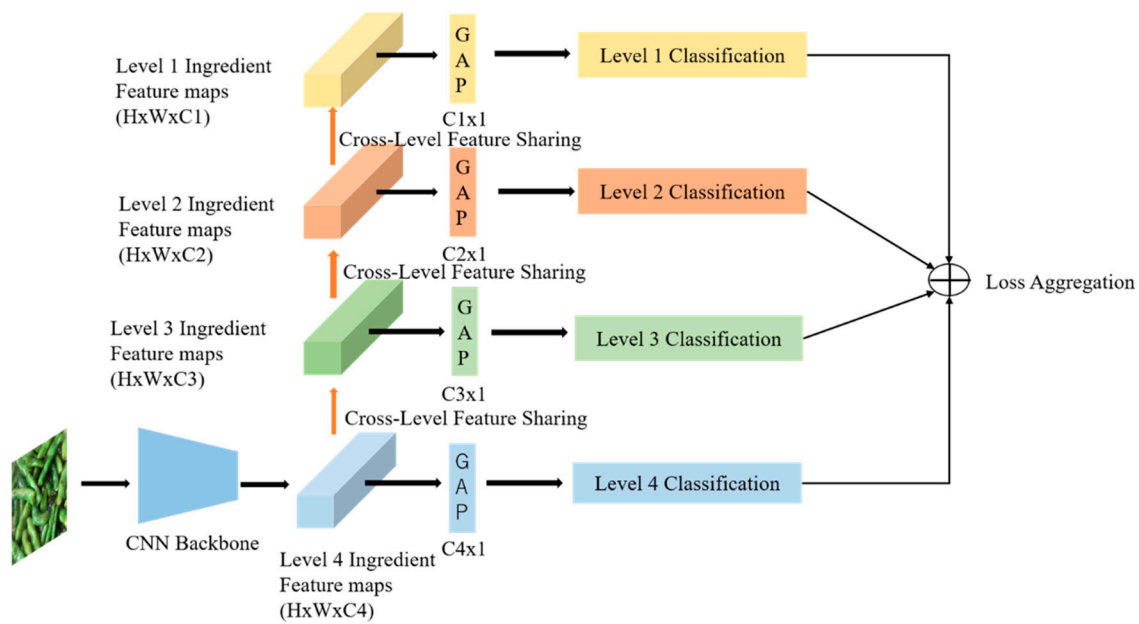 Level 1 Ingredient
Feature maps
(HxWxC1)
G
A
P
C1x1
Level 1 Classification
Cross-Level Feature Sharing
Level 2 Ingredient
Feature maps
(HxWxC2)
G
A
P
C2x1
Level 2 Classification
Cross-Level Feature Sharing
Loss Aggregation
Level 3 Ingredient
Feature maps
(HxWxC3)
G
A
P
C3x1
Level 3 Classification
Cross-Level Feature Sharing
CNN Backbone
Level 4 Ingredient
Feature maps
(HxWxC4)
G
A
P
C4x1
Level 4 Classification